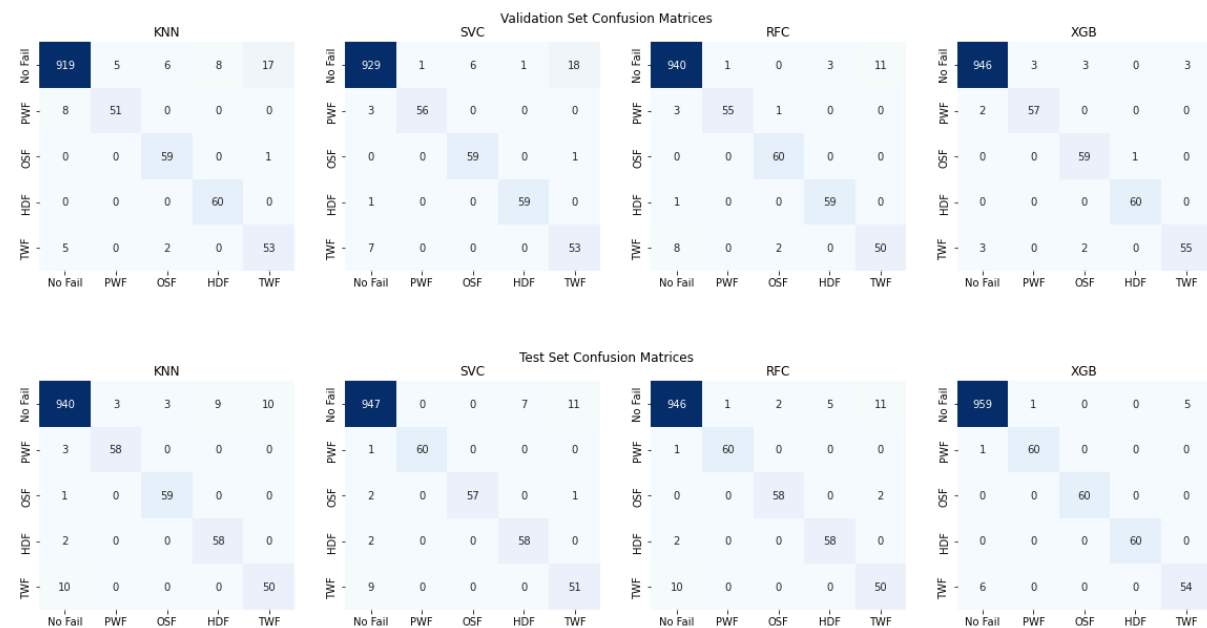 Validation Set Confusion Matrices
KNN SVC RFC XGB
No Fail 919 5 6 8 17 No Fail 929 1 6 1 18 No Fail 940 1 0 3 11 No Fail 946 3 3 0 3
PWF 8 51 0 0 0 PWF 3 56 0 0 0 PWF 3 55 1 0 0 PWF 2 57 0 0 0
OSF 0 0 59 0 1 OSF 0 0 59 0 1 OSF 0 0 60 0 0 OSF 0 0 59 1 0
HDF 0 0 0 60 0 HDF 1 0 0 59 0 HDF 1 0 0 59 0 HDF 0 0 0 60 0
TWF 5 0 2 0 53 TWF 7 0 0 0 53 TWF 8 0 2 0 50 TWF 3 0 2 0 55
No Fail PWF OSF HDF TWF No Fail PWF OSF HDF TWF No Fail PWF OSF HDF TWF No Fail PWF OSF HDF TWF
Test Set Confusion Matrices
KNN SVC RFC XGB
No Fail 940 3 3 9 10 No Fail 947 0 0 7 11 No Fail 946 1 2 5 11 No Fail 959 1 0 0 5
PWF 3 58 0 0 0 PWF 1 60 0 0 0 PWF 1 60 0 0 0 PWF 1 60 0 0 0
OSF 1 0 59 0 0 OSF 2 0 57 0 1 OSF 0 0 58 0 2 OSF 0 0 60 0 0
HDF 2 0 0 58 0 HDF 2 0 0 58 0 HDF 2 0 0 58 0 HDF 0 0 0 60 0
TWF 10 0 0 0 50 TWF 9 0 0 0 51 TWF 10 0 0 0 50 TWF 6 0 0 0 54
No Fail PWF OSF HDF TWF No Fail PWF OSF HDF TWF No Fail PWF OSF HDF TWF No Fail PWF OSF HDF TWF